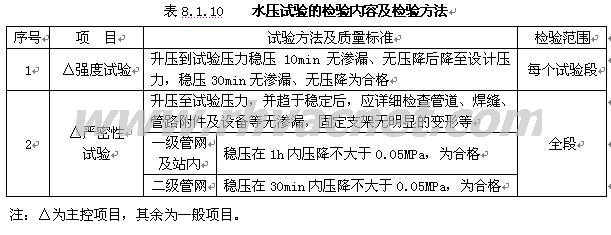 表 8.1.10 水压试验的检验内容及检验方法
序号 项 目 试验方法及质量标准 检验范围
1 △强度试验 升压到试验压力稳压 10min 无渗漏、无压降后降至设计压
力，稳压 30min 无渗漏、无压降为合格 每个试验段
2 △严密性
试验
升压至试验压力，并趋于稳定后，应详细检查管道、焊缝、
管路附件及设备等无渗漏，固定支架无明显的变形等
一级管网
及站内 稳压在 1h 内压降不大于 0.05MPa，为合格
二级管网 稳压在 30min 内压降不大于 0.05MPa，为合格
全段
注：△为主控项目，其余为一般项目。